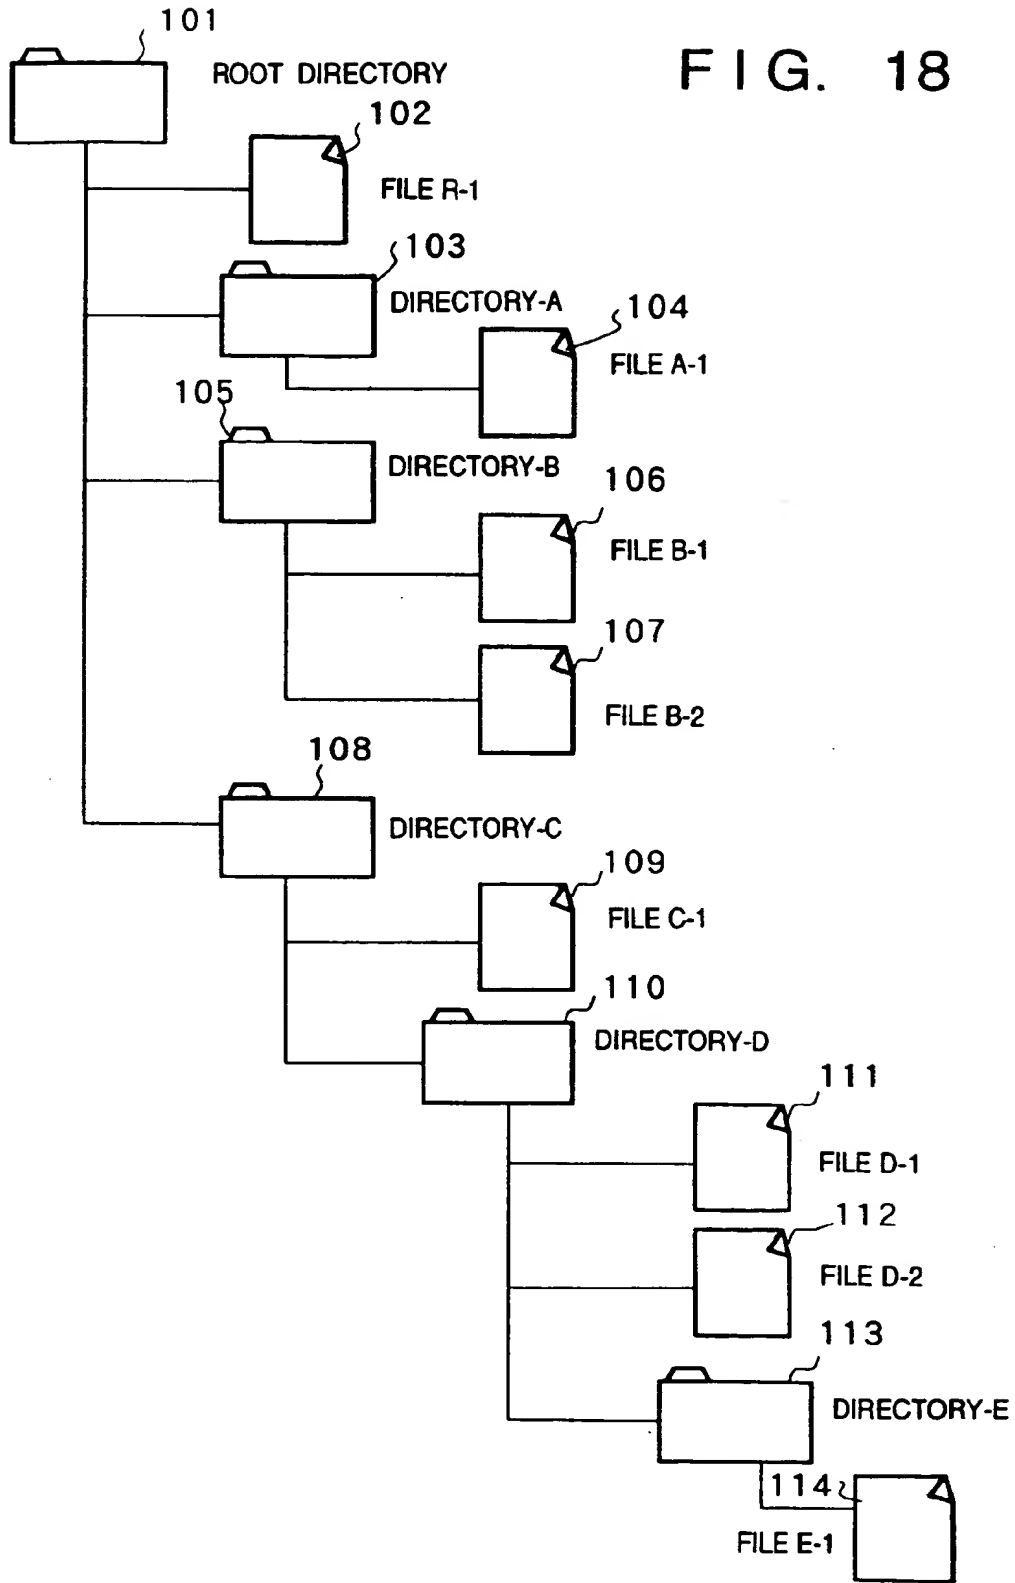 101
FIG. 18
ROOT DIRECTORY
102
FILE R-1
103
DIRECTORY-A
104
FILE A-1
105
DIRECTORY-B
106
FILE B-1
107
FILE B-2
108
DIRECTORY-C
109
FILE C-1
110
DIRECTORY-D
111
FILE D-1
112
FILE D-2
113
DIRECTORY-E
114
FILE E-1